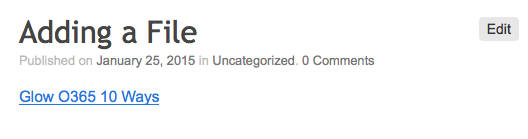 Adding a File
Edit
Published on January 25, 2015 in Uncategorized. 0 Comments
Glow O365 10 Ways